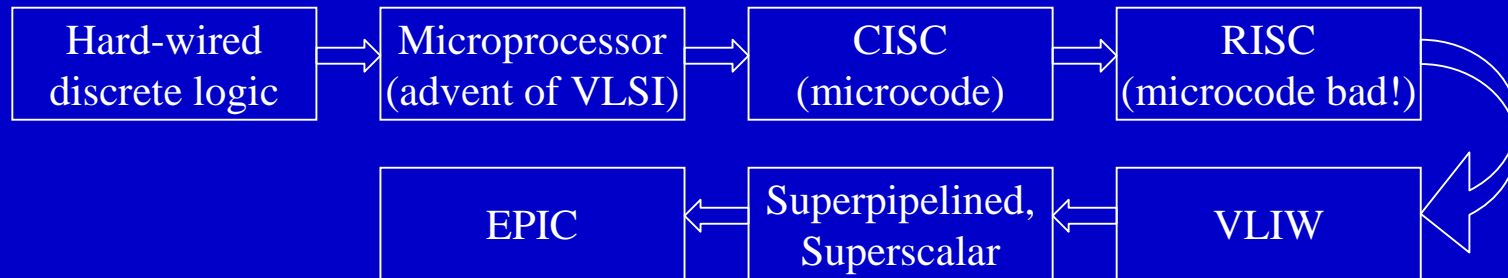 Hard-wired
discrete logic
Microprocessor
(advent of VLSI)
CISC
(microcode)
RISC
(microcode bad!)
VLIW
Superpipelined,
Superscalar
EPIC